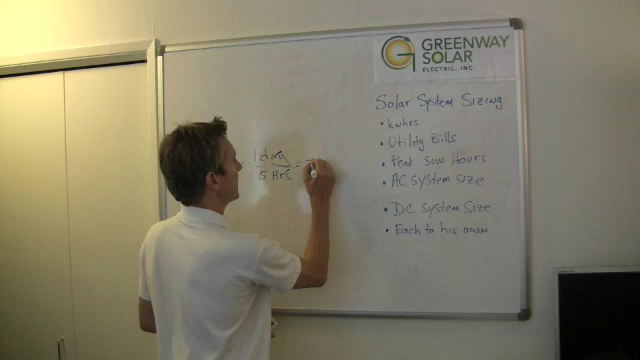 GREENWAY
SOLAR
ELECTRIC, INC.
Solar System Sizing
• kwhrs
• Utility Bills
• Peak Sun Hours
• AC System Size
• DC System Size
• Each to his own
1 day
5 Hrs =